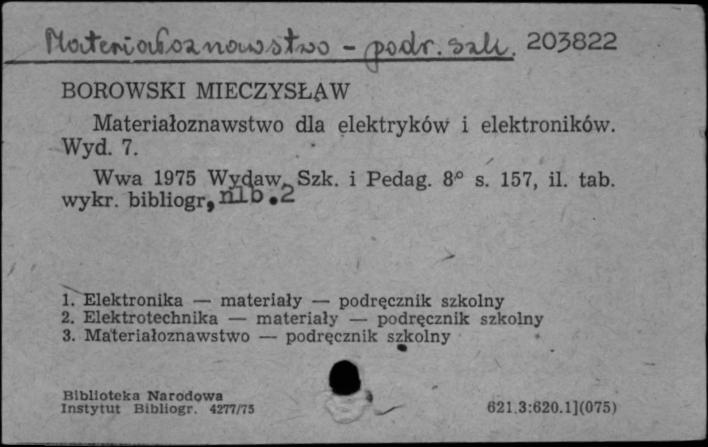 Materiałoznawstwo - podr. szk. 203822
BOROWSKI MIECZYSŁAW
Materiałoznawstwo dla elektryków i elektroników.
Wyd. 7.
Wwa 1975 Wydaw. Szk. i Pedag. 8° s. 157, il. tab.
wykr. bibliogr, nlb.2
1. Elektronika — materiały — podręcznik szkolny
2. Elektrotechnika — materiały — podręcznik szkolny
3. Materiałoznawstwo — podręcznik szkolny
Biblioteka Narodowa
Instytut Bibliogr. 4277/75
621.3:620.1](075)